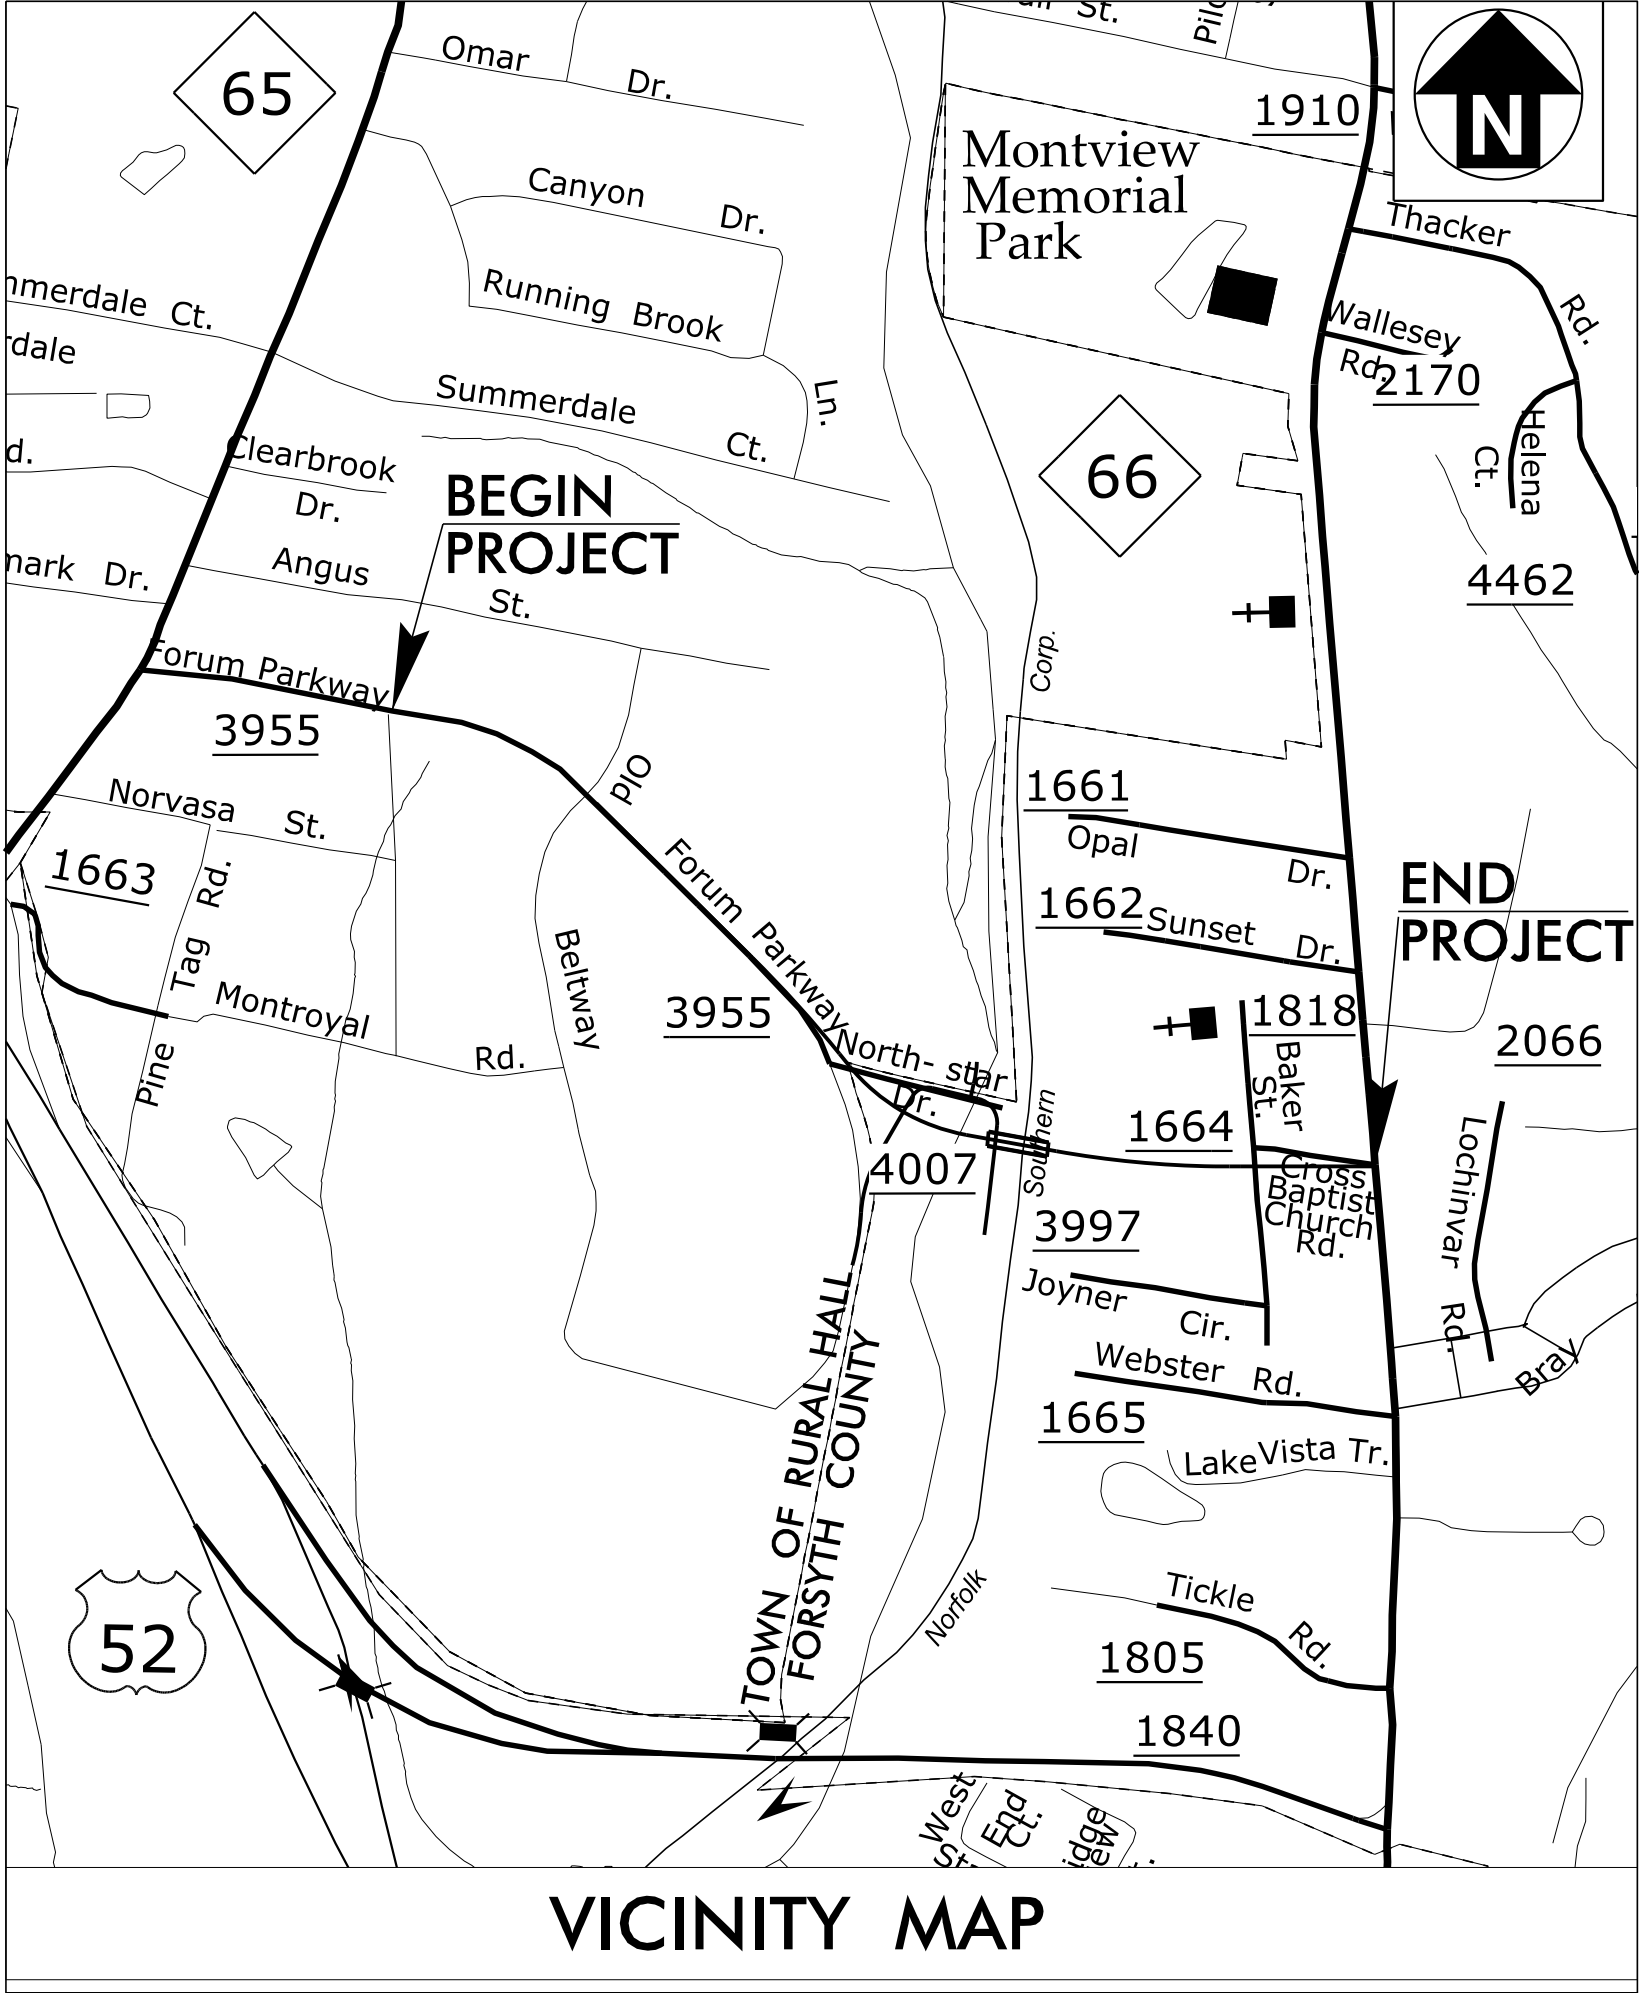 St.
65
Omar Dr.
1910
N
Montview
Memorial
Park
Canyon Dr.
Thacker Rd.
Running Brook Ln.
Wallesey
Rd.
2170
Ct.
Summerdale Ct.
Helena
Ct.
Clearbrook
Dr.
66
BEGIN
PROJECT
Angus St.
Dr.
4462
Forum Parkway
3955
Corp.
Old
Norvasa St.
1661
Opal Dr.
1663
Forum Parkway
END
PROJECT
1662
Sunset Dr.
Pine Tag Rd.
Beltway
Montroyal Rd.
3955
1818
2066
North- star
Dr.
Baker
St.
Southern
1664
Lochinvar Rd.
4007
Cross
Baptist
Church
Rd.
3997
Joyner Cir.
TOWN OF RURAL HALL
FORSYTH COUNTY
Webster Rd.
Bray
1665
Lake Vista Tr.
Norfolk
Tickle Rd.
52
1805
1840
West
End
Ct.
VICINITY MAP